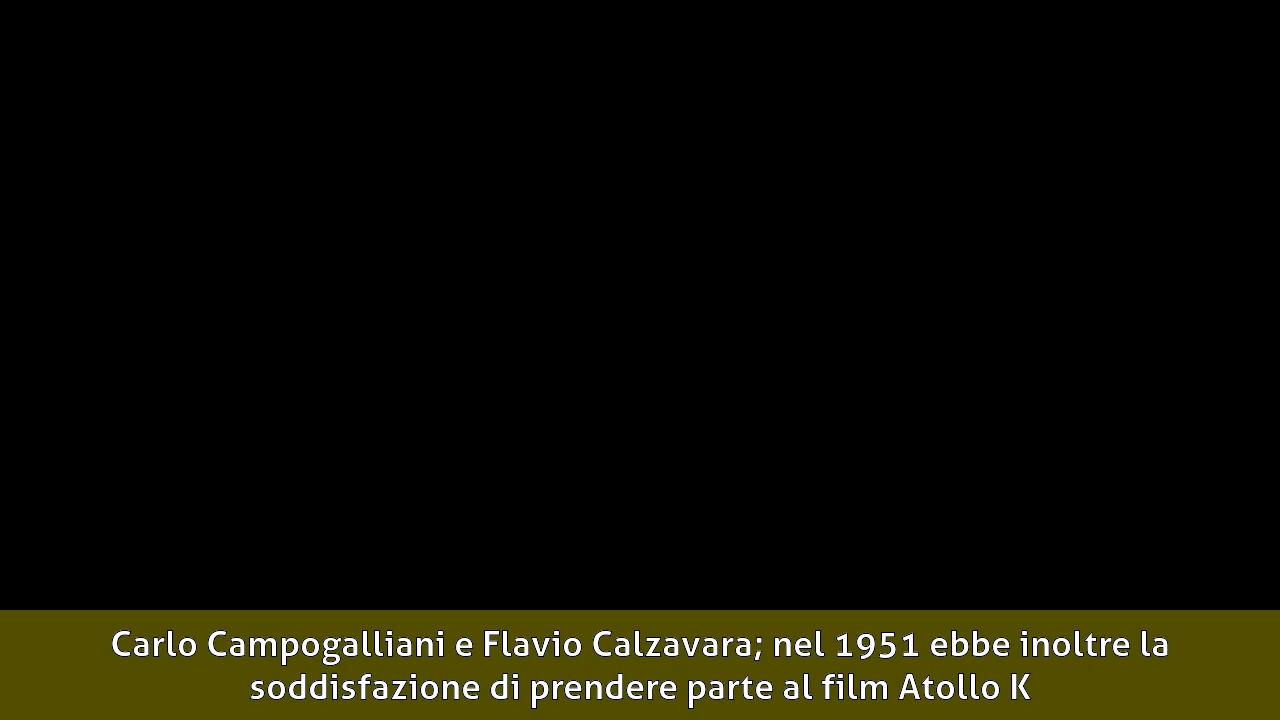 Carlo Campogalliani e Flavio Calzavara; nel 1951 ebbe inoltre la
soddisfazione di prendere parte al film Atollo K